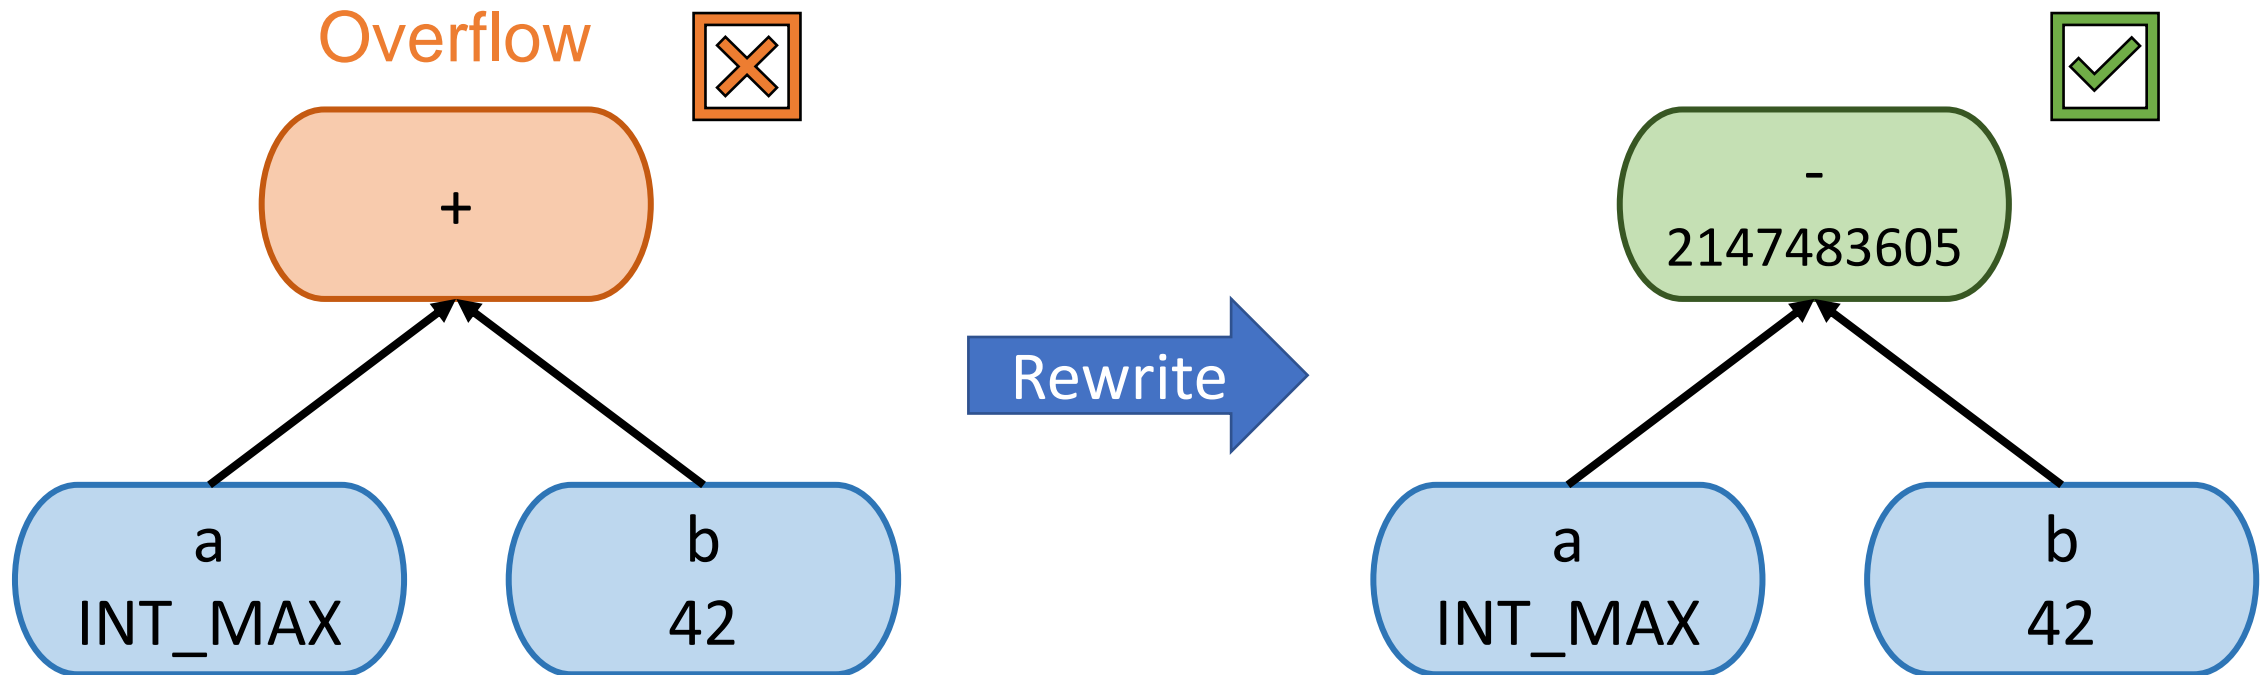 Overflow
+
a
INT_MAX
b
42
Rewrite
-
2147483605
a
INT_MAX
b
42